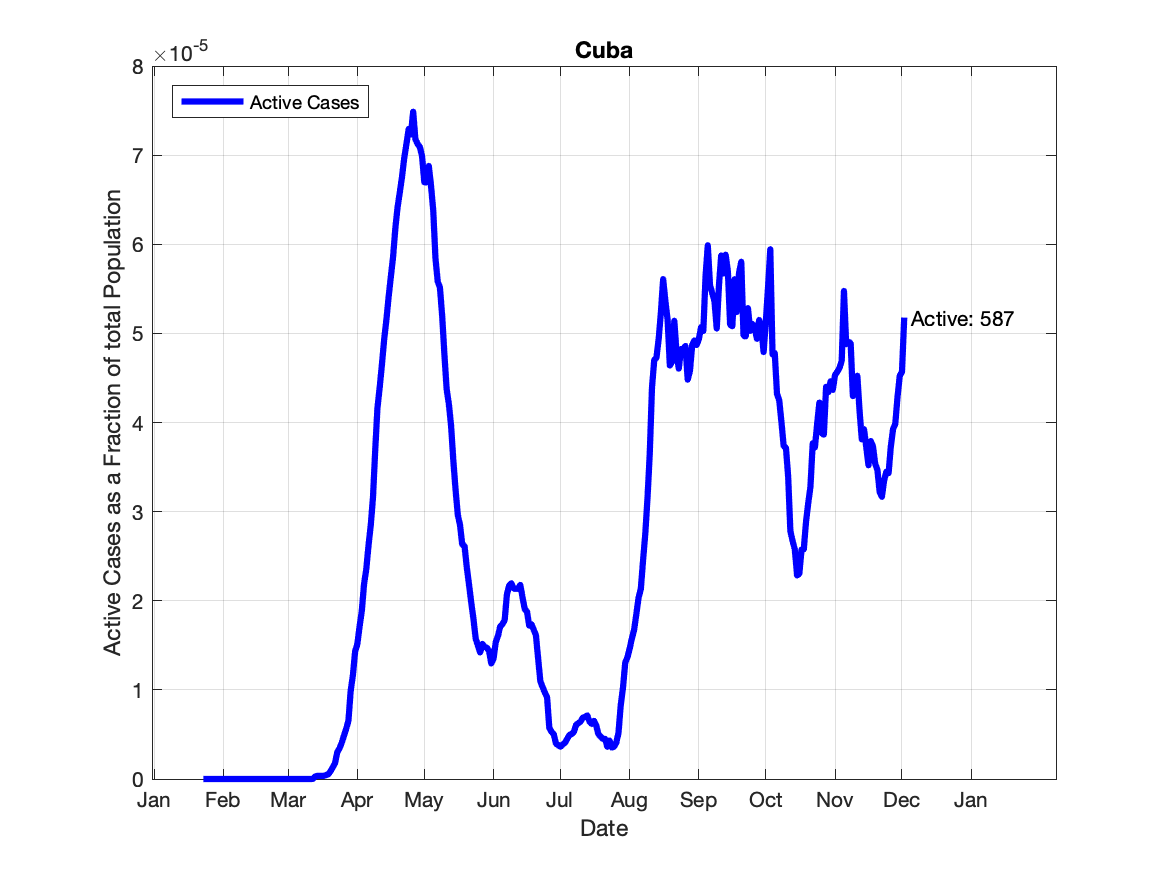 Cuba
×10-5
Active Cases
8
7
6
5
4
3
2
1
0
Active Cases as a Fraction of total Population
Active: 587
Jan Feb Mar Apr May Jun Jul Aug Sep Oct Nov Dec Jan
Date